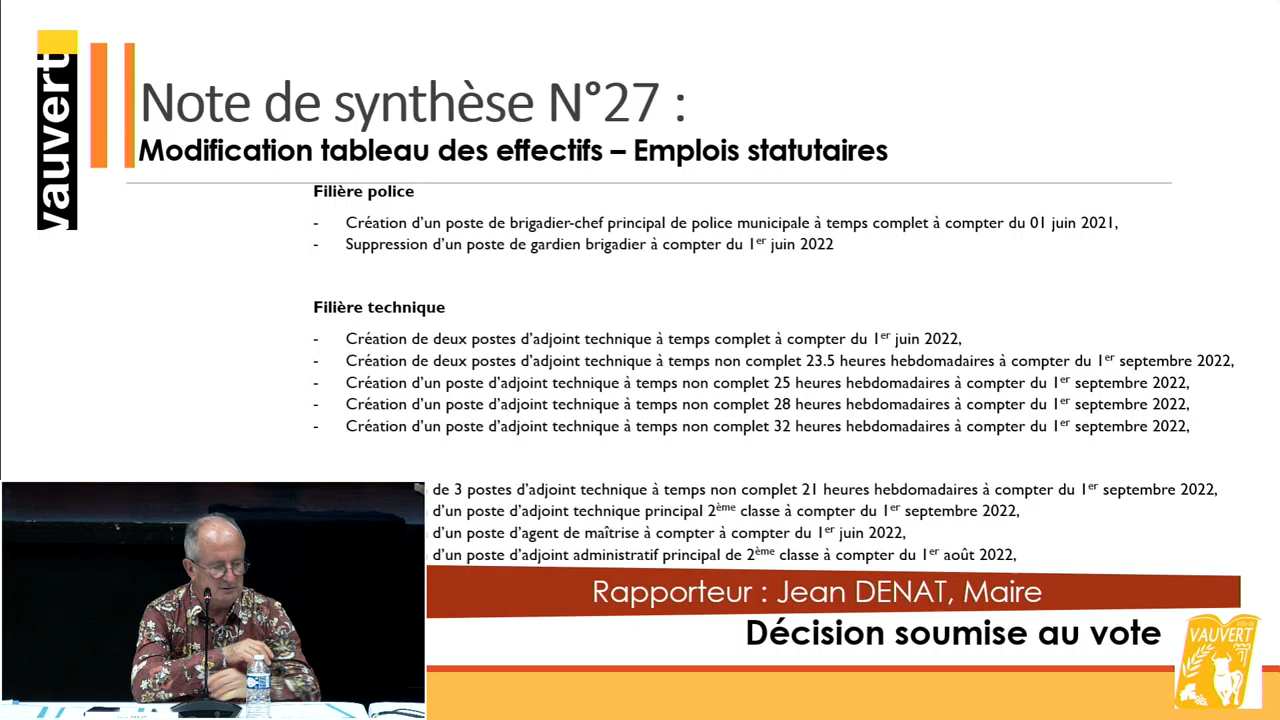 vauvert
Note de synthèse N°27 :
Modification tableau des effectifs – Emplois statutaires
Filière police
- Création d’un poste de brigadier-chef principal de police municipale à temps complet à compter du 01 juin 2021,
- Suppression d’un poste de gardien brigadier à compter du 1er juin 2022
Filière technique
- Création de deux postes d’adjoint technique à temps complet à compter du 1er juin 2022,
- Création de deux postes d’adjoint technique à temps non complet 23.5 heures hebdomadaires à compter du 1er septembre 2022,
- Création d’un poste d’adjoint technique à temps non complet 25 heures hebdomadaires à compter du 1er septembre 2022,
- Création d’un poste d’adjoint technique à temps non complet 28 heures hebdomadaires à compter du 1er septembre 2022,
- Création d’un poste d’adjoint technique à temps non complet 32 heures hebdomadaires à compter du 1er septembre 2022,
de 3 postes d’adjoint technique à temps non complet 21 heures hebdomadaires à compter du 1er septembre 2022,
d’un poste d’adjoint technique principal 2ème classe à compter du 1er septembre 2022,
d’un poste d’agent de maîtrise à compter à compter du 1er juin 2022,
d’un poste d’adjoint administratif principal de 2ème classe à compter du 1er août 2022,
Rapporteur : Jean DENAT, Maire
Décision soumise au vote
VAUVERT